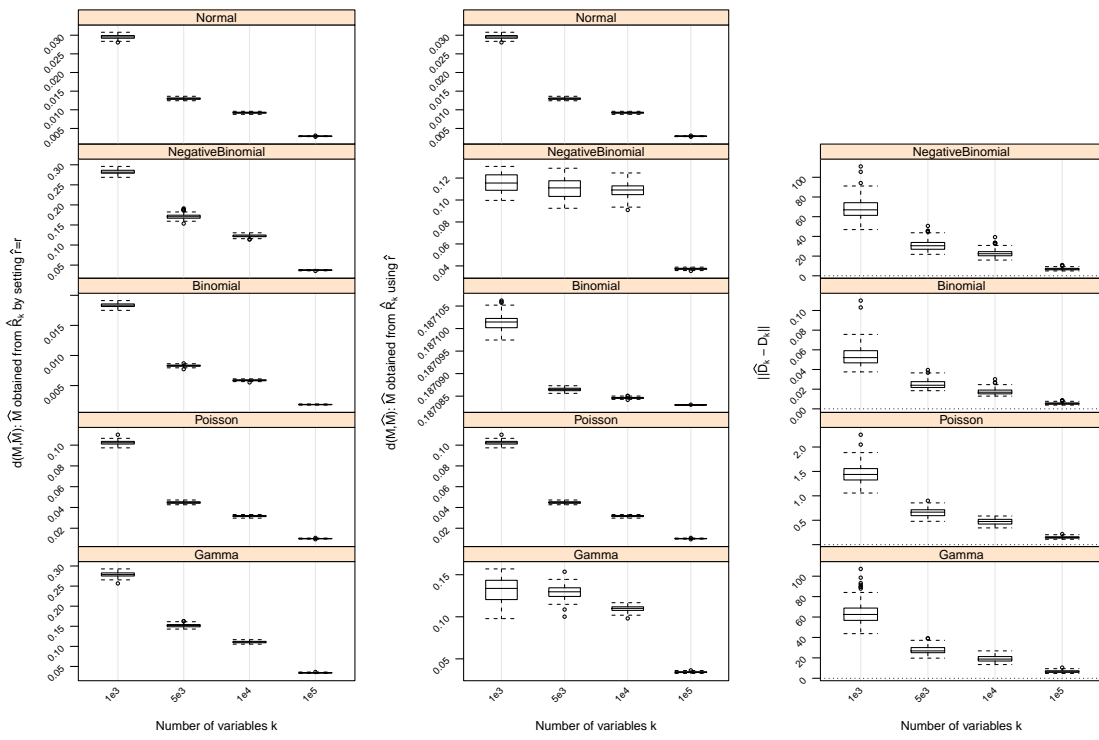 d(M,M̂): M̂ obtained from R̂k by setting r̂=r
Normal
0.005 0.010 0.015 0.020 0.025 0.030
NegativeBinomial
0.05 0.15 0.20 0.30
Binomial
0.005 0.010 0.015
Poisson
0.02 0.04 0.06 0.08 0.10
Gamma
0.05 0.10 0.15 0.20 0.30
1e3 5e3 1e4 1e5
Number of variables k
d(M,M̂): M̂ obtained from R̂k using r̂
Normal
0.005 0.010 0.015 0.020 0.025 0.030
NegativeBinomial
0.04 0.06 0.08 0.10 0.12
Binomial
0.187085 0.187090 0.187095 0.187100 0.187105
Poisson
0.02 0.04 0.06 0.08 0.10
Gamma
0.05 0.10 0.15
1e3 5e3 1e4 1e5
Number of variables k
||D̂k − Dk||
NegativeBinomial
0 20 40 60 80 100
Binomial
0.00 0.02 0.04 0.06 0.08 0.10
Poisson
0.5 1.0 1.5 2.0
Gamma
0 20 40 60 80 100
1e3 5e3 1e4 1e5
Number of variables k